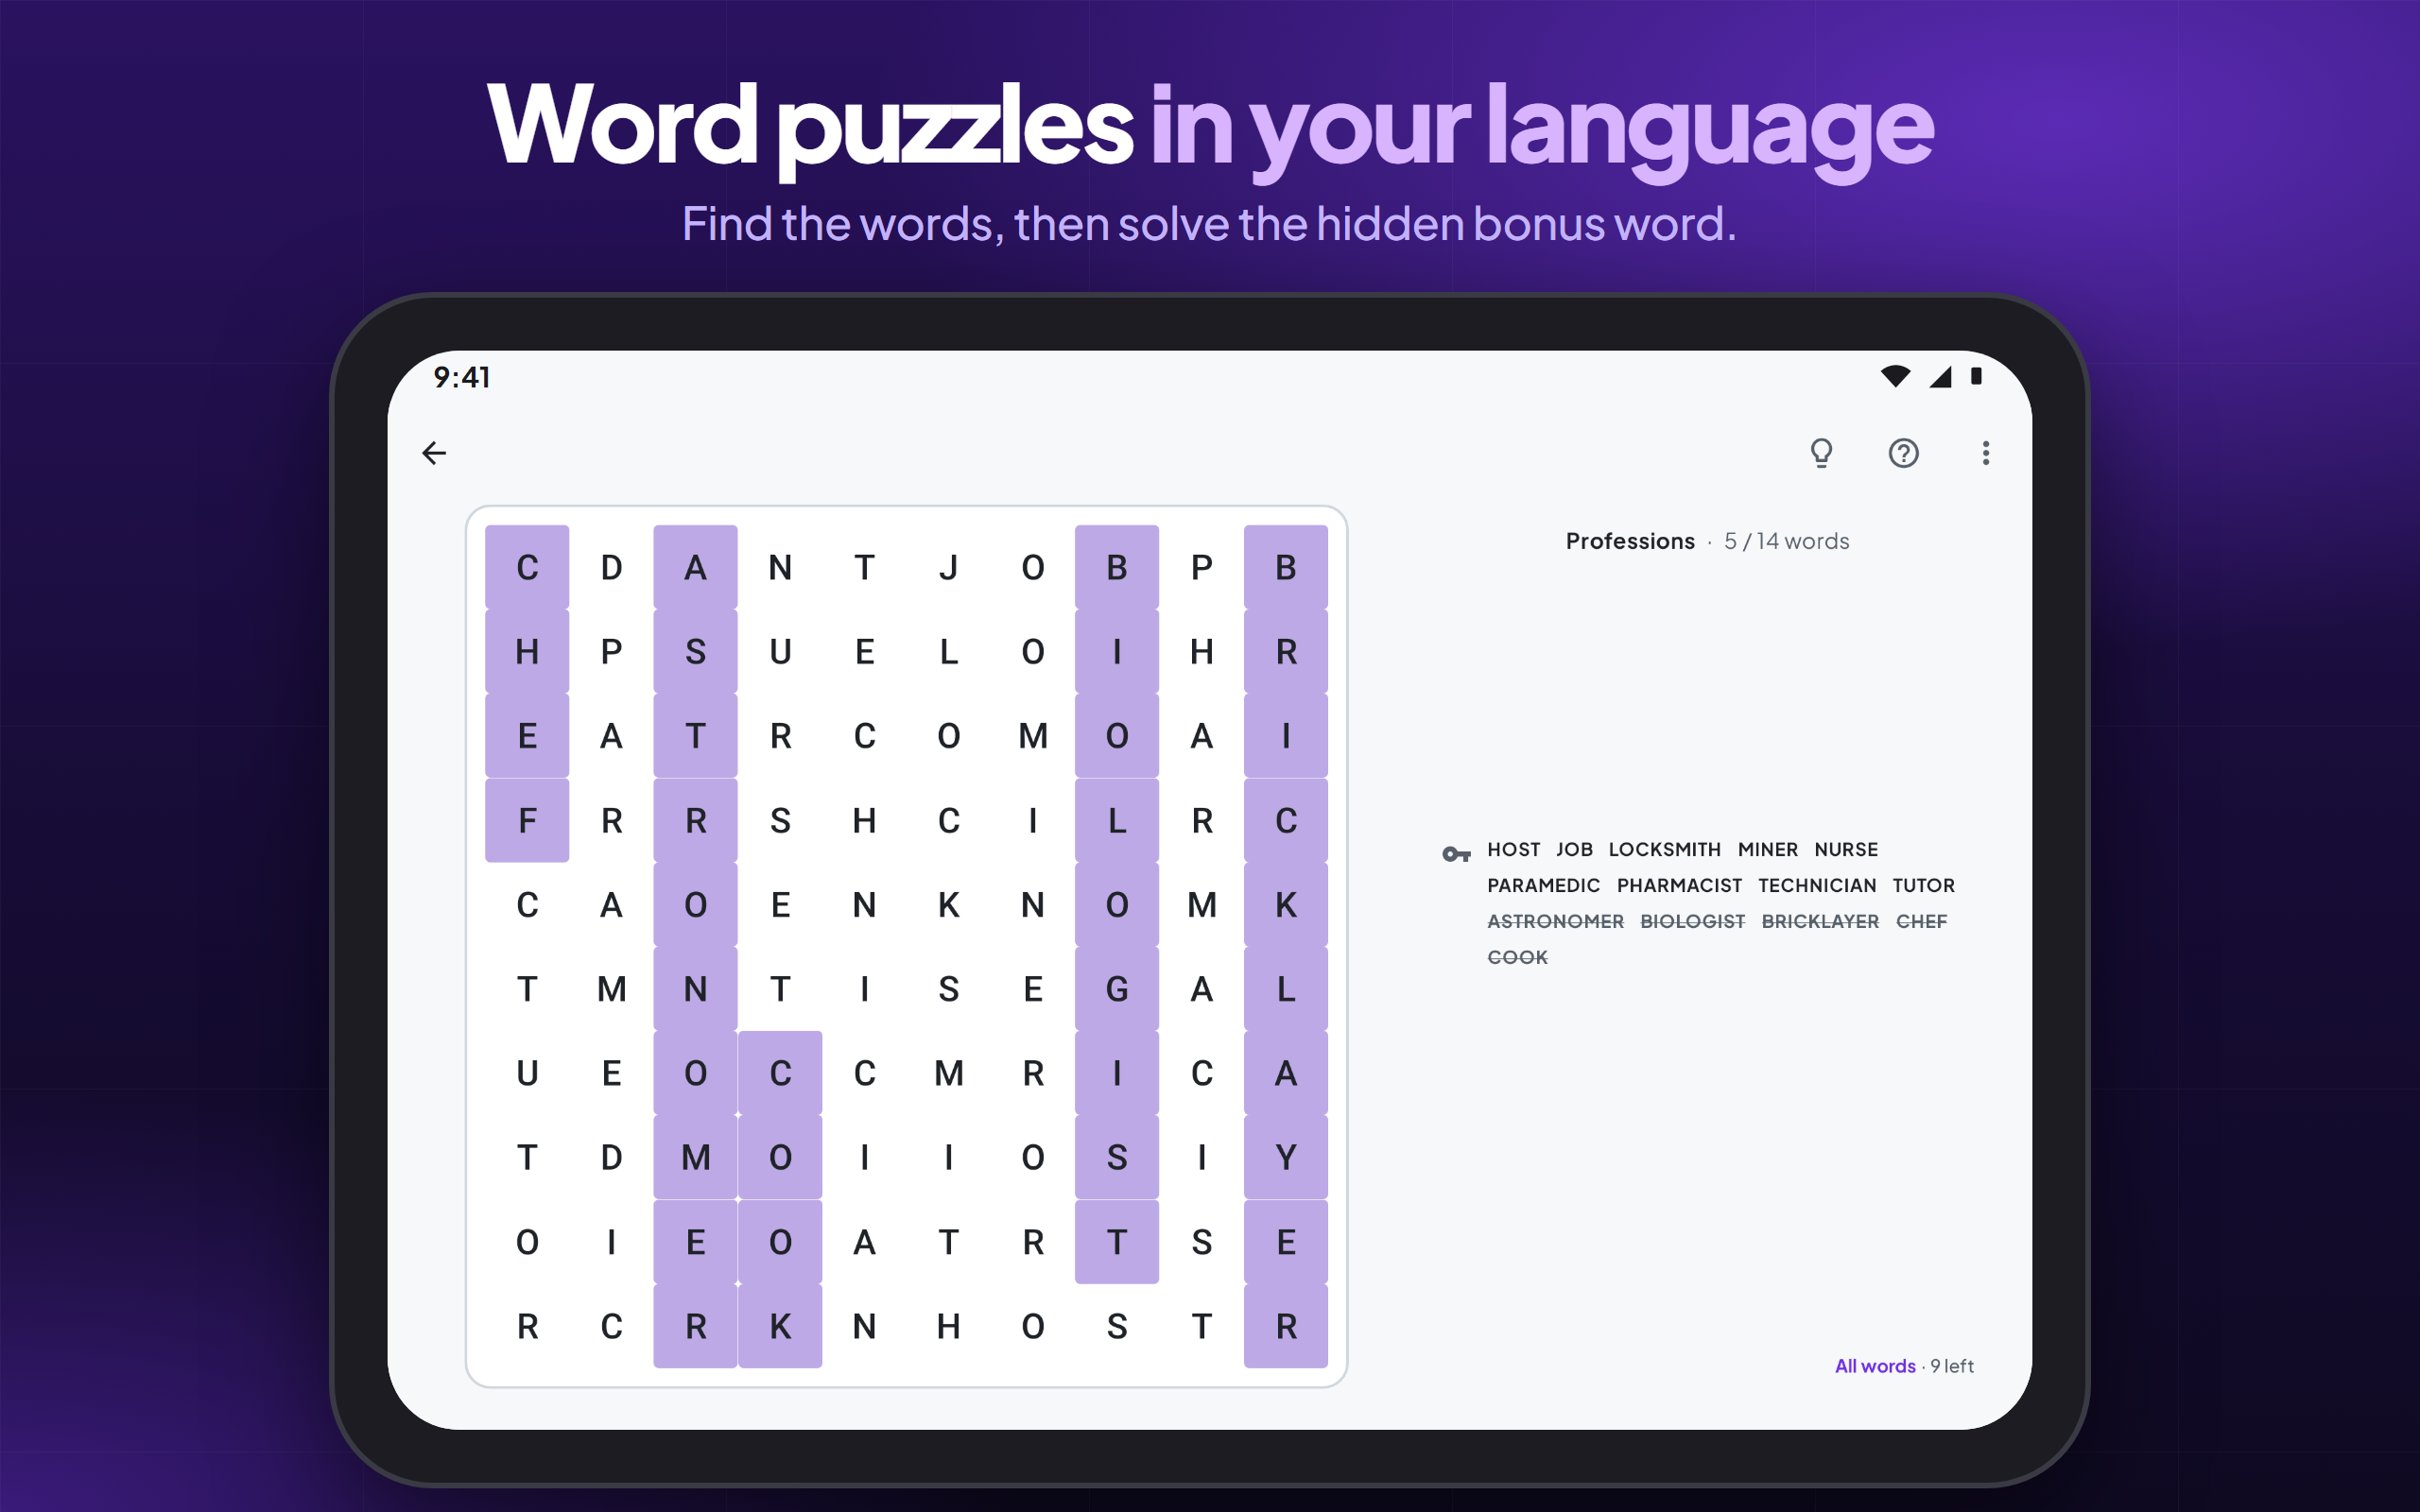 Word puzzles in your language
Find the words, then solve the hidden bonus word.
9:41
C D A N T J O B P B
H P S U E L O I H R
E A T R C O M O A I
F R R S H C I L R C
C A O E N K N O M K
T M N T I S E G A L
U E O C C M R I C A
T D M O I I O S I Y
O I E O A T R T S E
R C R K N H O S T R
Professions · 5 / 14 words
HOST JOB LOCKSMITH MINER NURSE
PARAMEDIC PHARMACIST TECHNICIAN TUTOR
ASTRONOMER BIOLOGIST BRICKLAYER CHEF
COOK
All words · 9 left